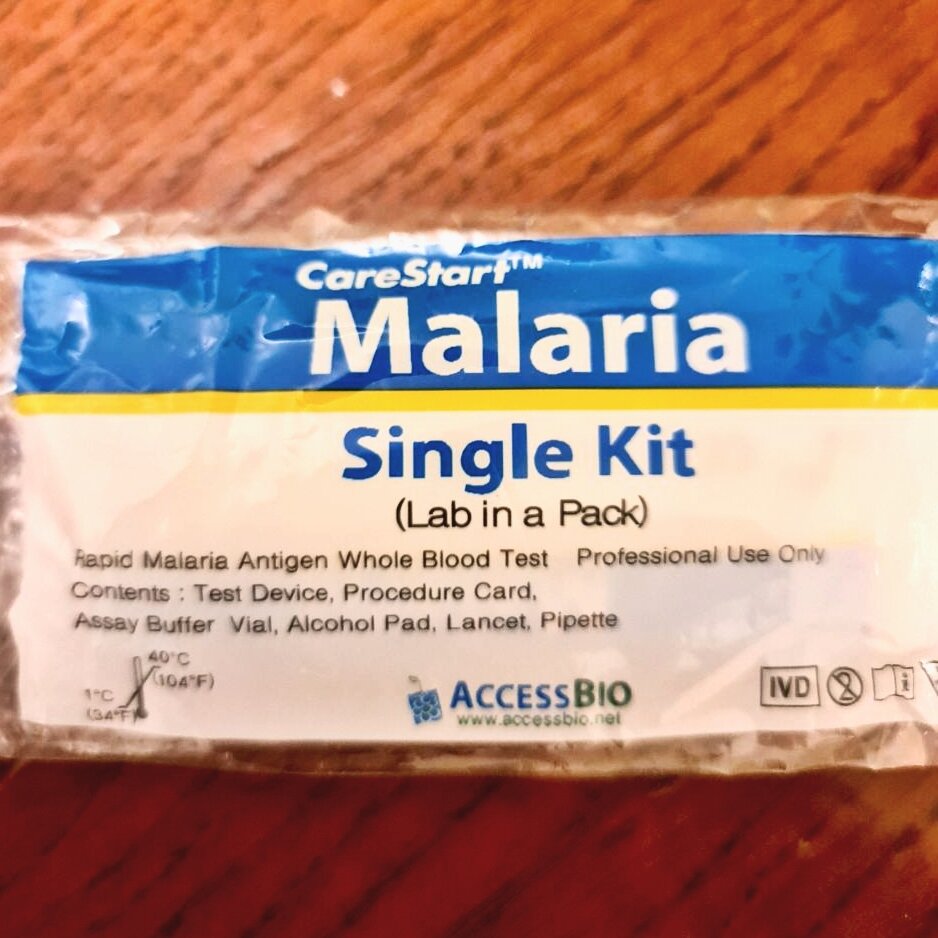 CareStart™
Malaria
Single Kit
(Lab in a Pack)
Rapid Malaria Antigen Whole Blood Test Professional Use Only
Contents : Test Device, Procedure Card,
Assay Buffer Vial, Alcohol Pad, Lancet, Pipette
40°C
(104°F)
1°C
(34°F)
ACCESSBIO
www.accessbio.net
IVD
2